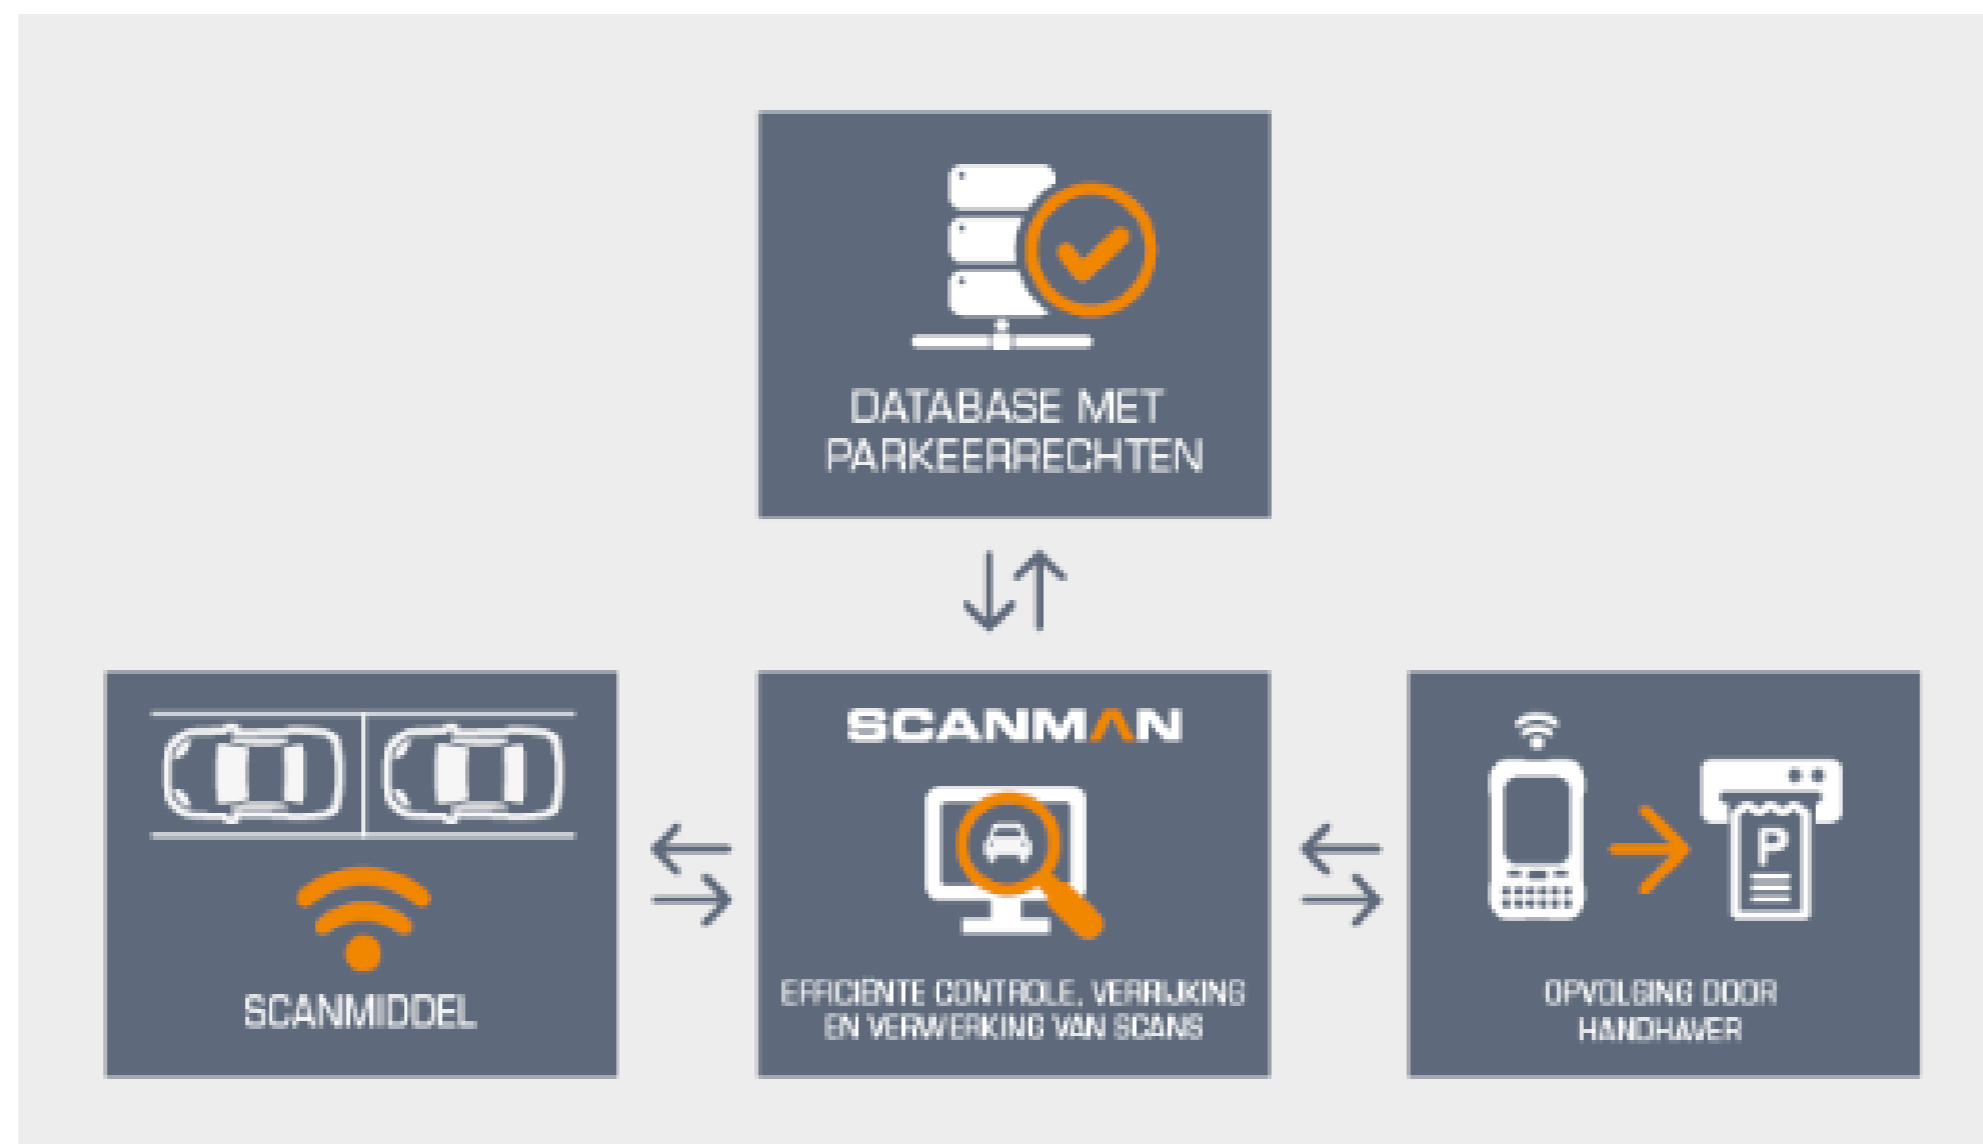 DATABASE MET
PARKEERRECHTEN
SCANMIDDEL
SCANMAN
EFFICIËNTE CONTROLE, VERRIJKING
EN VERWERKING VAN SCANS
P
OPVOLGING DOOR
HANDHAVER